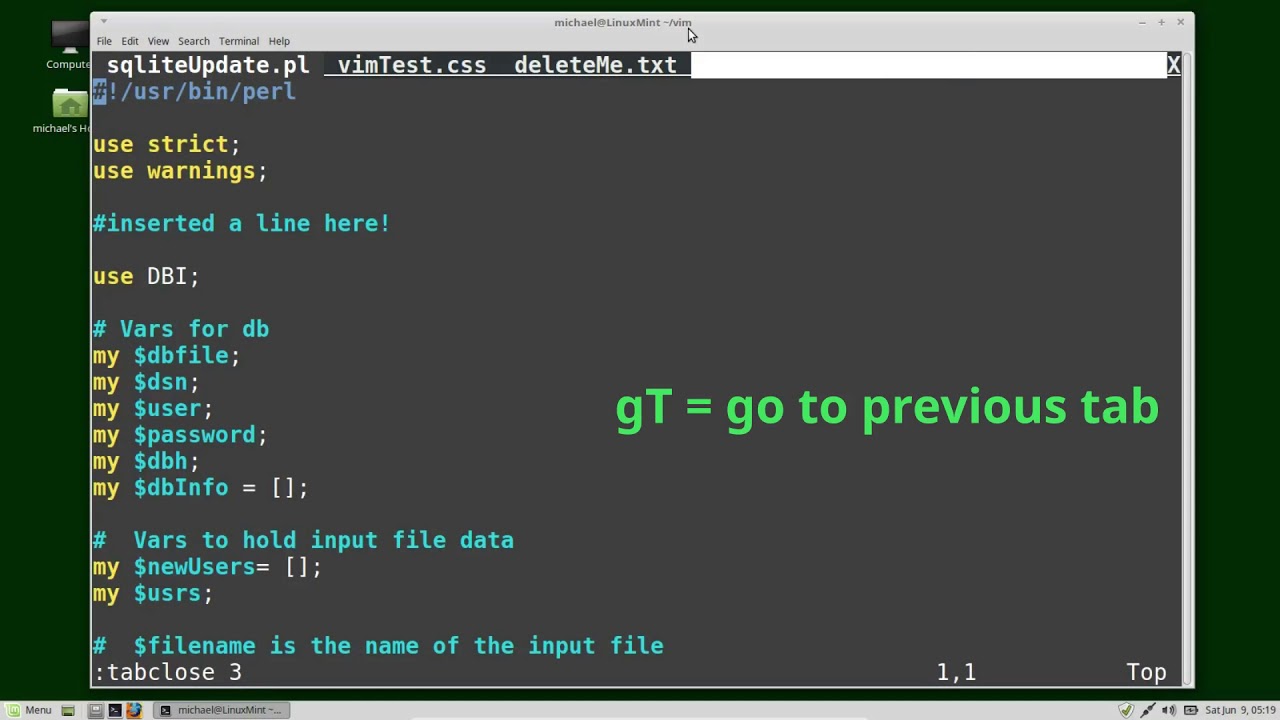 michael@LinuxMint ~/vim
File Edit View Search Terminal Help
Compute
michael's Ho
sqliteUpdate.pl vimTest.css deleteMe.txt X
#!/usr/bin/perl
use strict;
use warnings;
#inserted a line here!
use DBI;
# Vars for db
my $dbfile;
my $dsn;
my $user;
my $password;
my $dbh;
my $dbInfo = [];
gT = go to previous tab
#  Vars to hold input file data
my $newUsers= [];
my $usrs;
#  $filename is the name of the input file
:tabclose 3 1,1 Top
Menu michael@LinuxMint ~... Sat Jun 9, 05:19